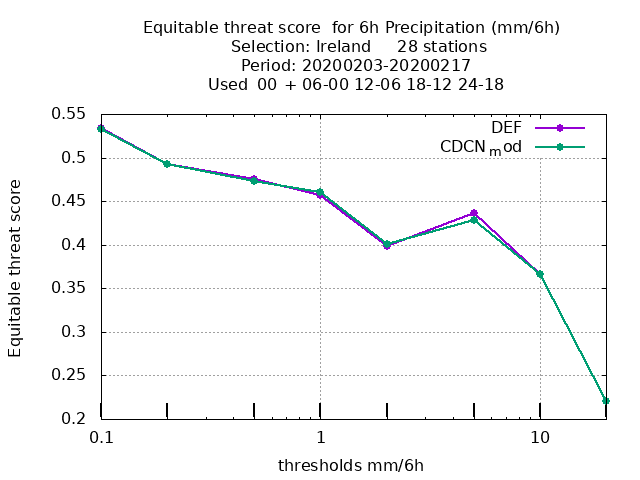 Equitable threat score  for 6h Precipitation (mm/6h)
Selection: Ireland     28 stations
Period: 20200203-20200217
Used  00  + 06-00 12-06 18-12 24-18
DEF
CDCNmod
0.55
0.5
0.45
0.4
0.35
0.3
0.25
0.2
Equitable threat score
0.1 1 10
thresholds mm/6h